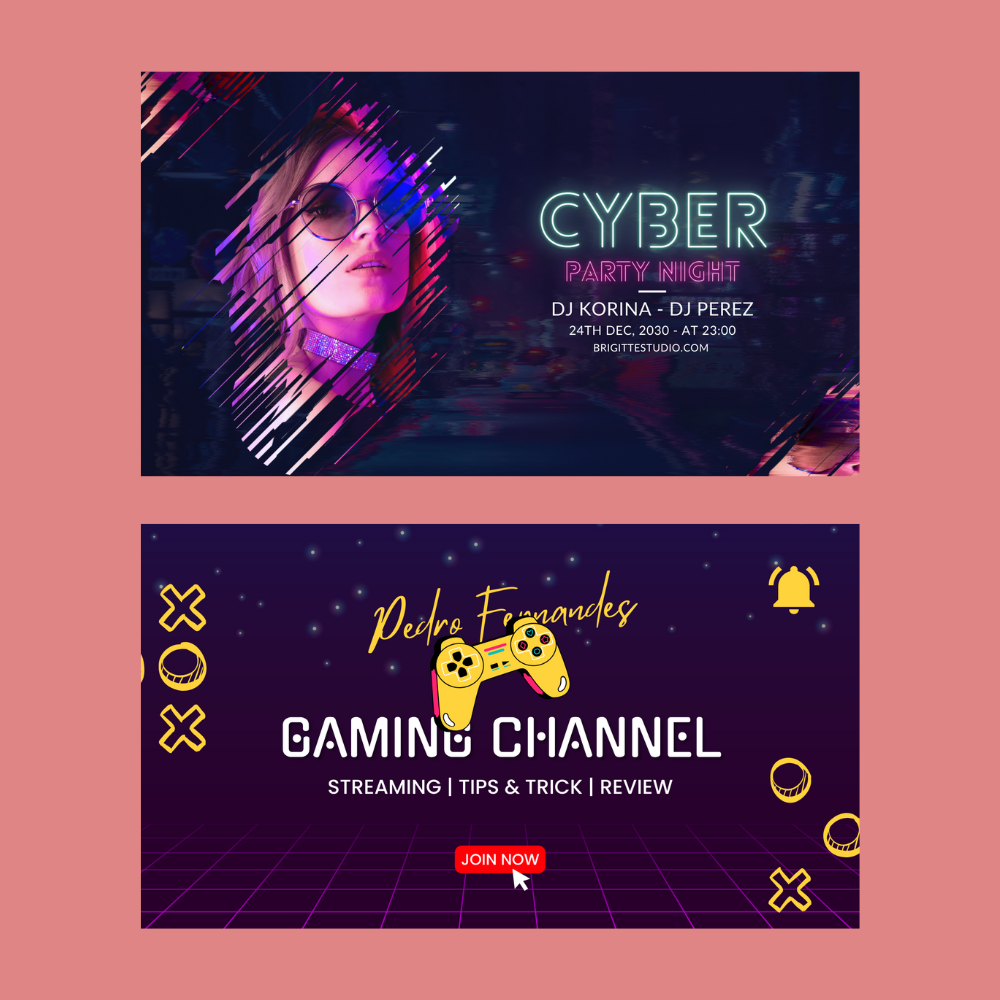 CYBER
PARTY NIGHT
DJ KORINA - DJ PEREZ
24TH DEC, 2030 - AT 23:00
BRIGITTESTUDIO.COM
Pedro Fernandes
GAMING CHANNEL
STREAMING | TIPS & TRICK | REVIEW
JOIN NOW